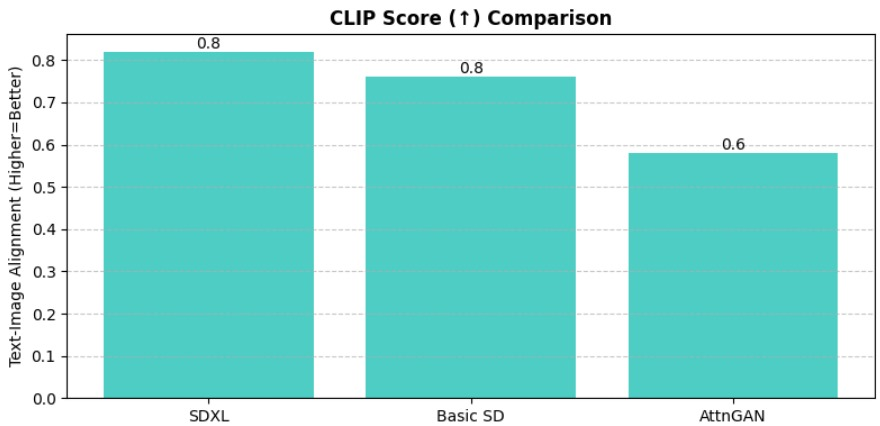 CLIP Score (↑) Comparison
Text-Image Alignment (Higher=Better)
0.8
0.7
0.6
0.5
0.4
0.3
0.2
0.1
0.0
0.8
0.8
0.6
SDXL
Basic SD
AttnGAN